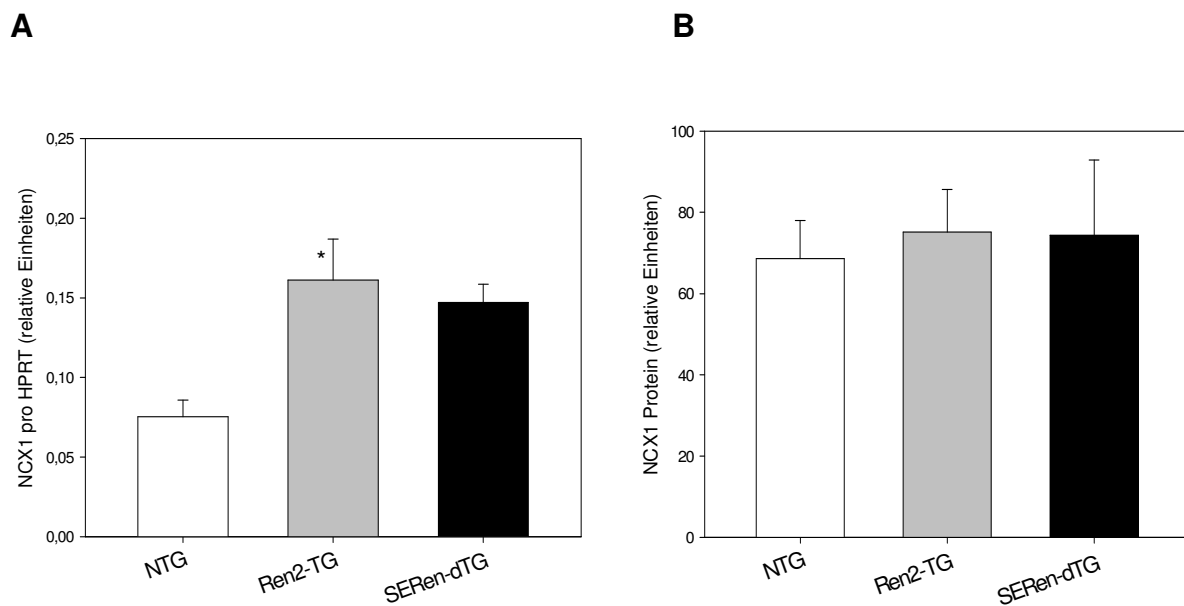 A
B
NCX1 pro HPRT (relative Einheiten)
0,25
0,20
0,15
0,10
0,05
0,00
*
NTG
Ren2-TG
SERen-dTG
NCX1 Protein (relative Einheiten)
100
80
60
40
20
0
NTG
Ren2-TG
SERen-dTG